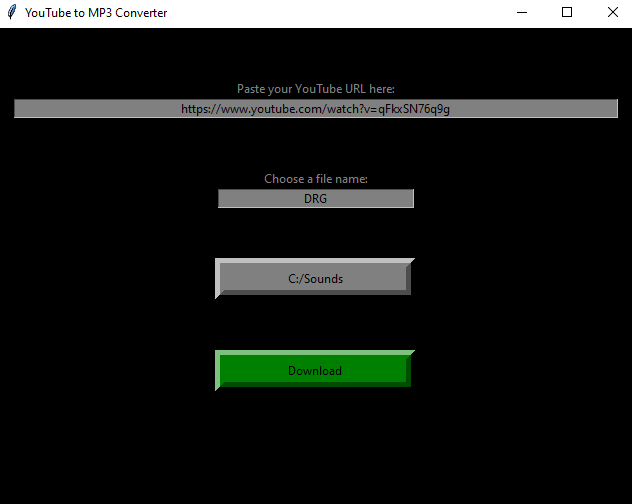 YouTube to MP3 Converter
Paste your YouTube URL here:
https://www.youtube.com/watch?v=qFkxSN76q9g
Choose a file name:
DRG
C:/Sounds
Download